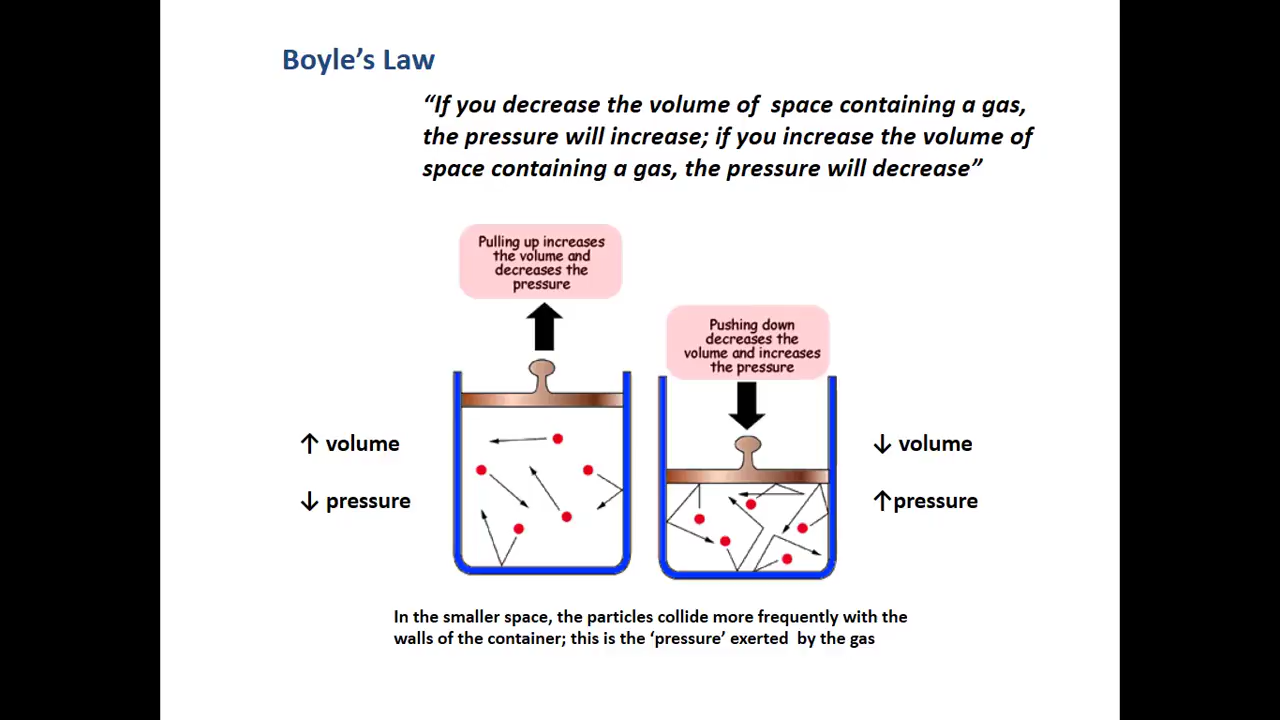 Boyle’s Law
“If you decrease the volume of  space containing a gas,
the pressure will increase; if you increase the volume of
space containing a gas, the pressure will decrease”
Pulling up increases
the volume and
decreases the
pressure
Pushing down
decreases the
volume and increases
the pressure
↑ volume
↓ pressure
↓ volume
↑pressure
In the smaller space, the particles collide more frequently with the
walls of the container; this is the ‘pressure’ exerted  by the gas